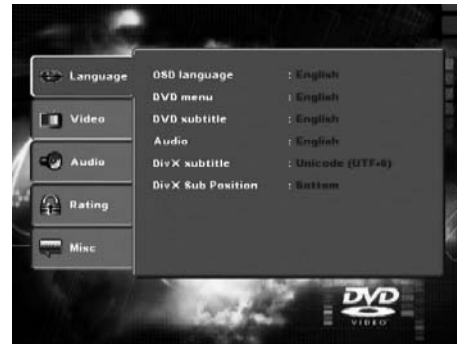 Language
Video
Audio
Rating
Misc
OSD language : English
DVD menu : English
DVD subtitle : English
Audio : English
DivX subtitle : Unicode (UTF-8)
DivX Sub Position : Bottom
DVD
VIDEO